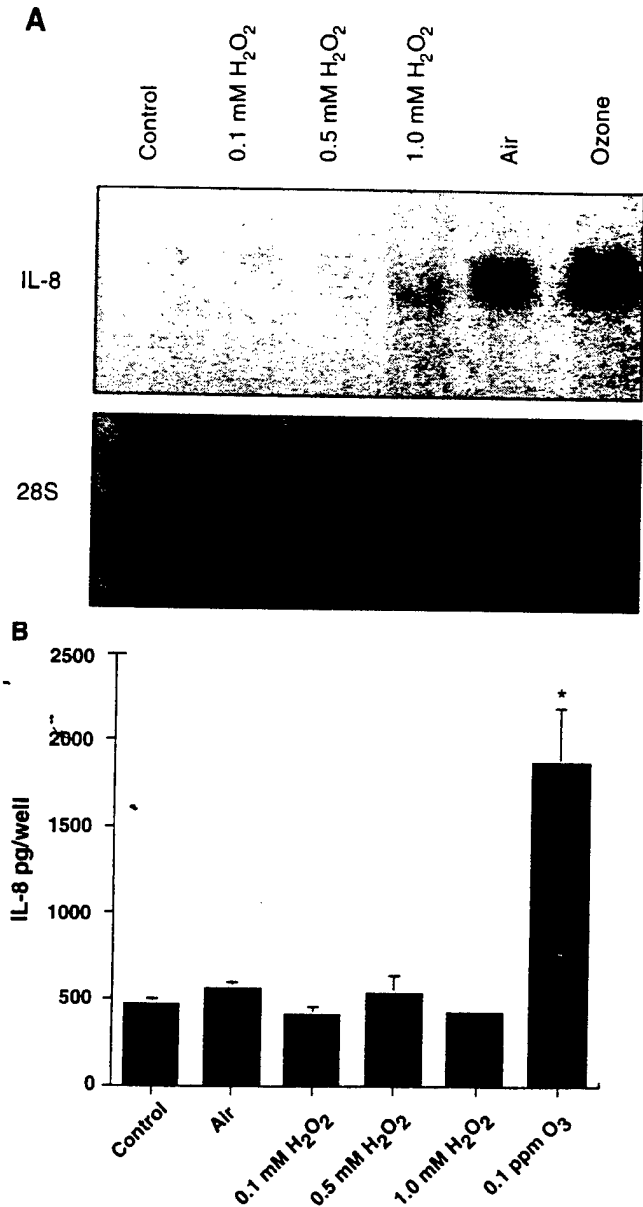 A
Control
0.1 mM H₂O₂
0.5 mM H₂O₂
1.0 mM H₂O₂
Air
Ozone
IL-8
28S
B
IL-8 pg/well
2500
2000
1500
1000
500
0
*
Control
Air
0.1 mM H₂O₂
0.5 mM H₂O₂
1.0 mM H₂O₂
0.1 ppm O₃